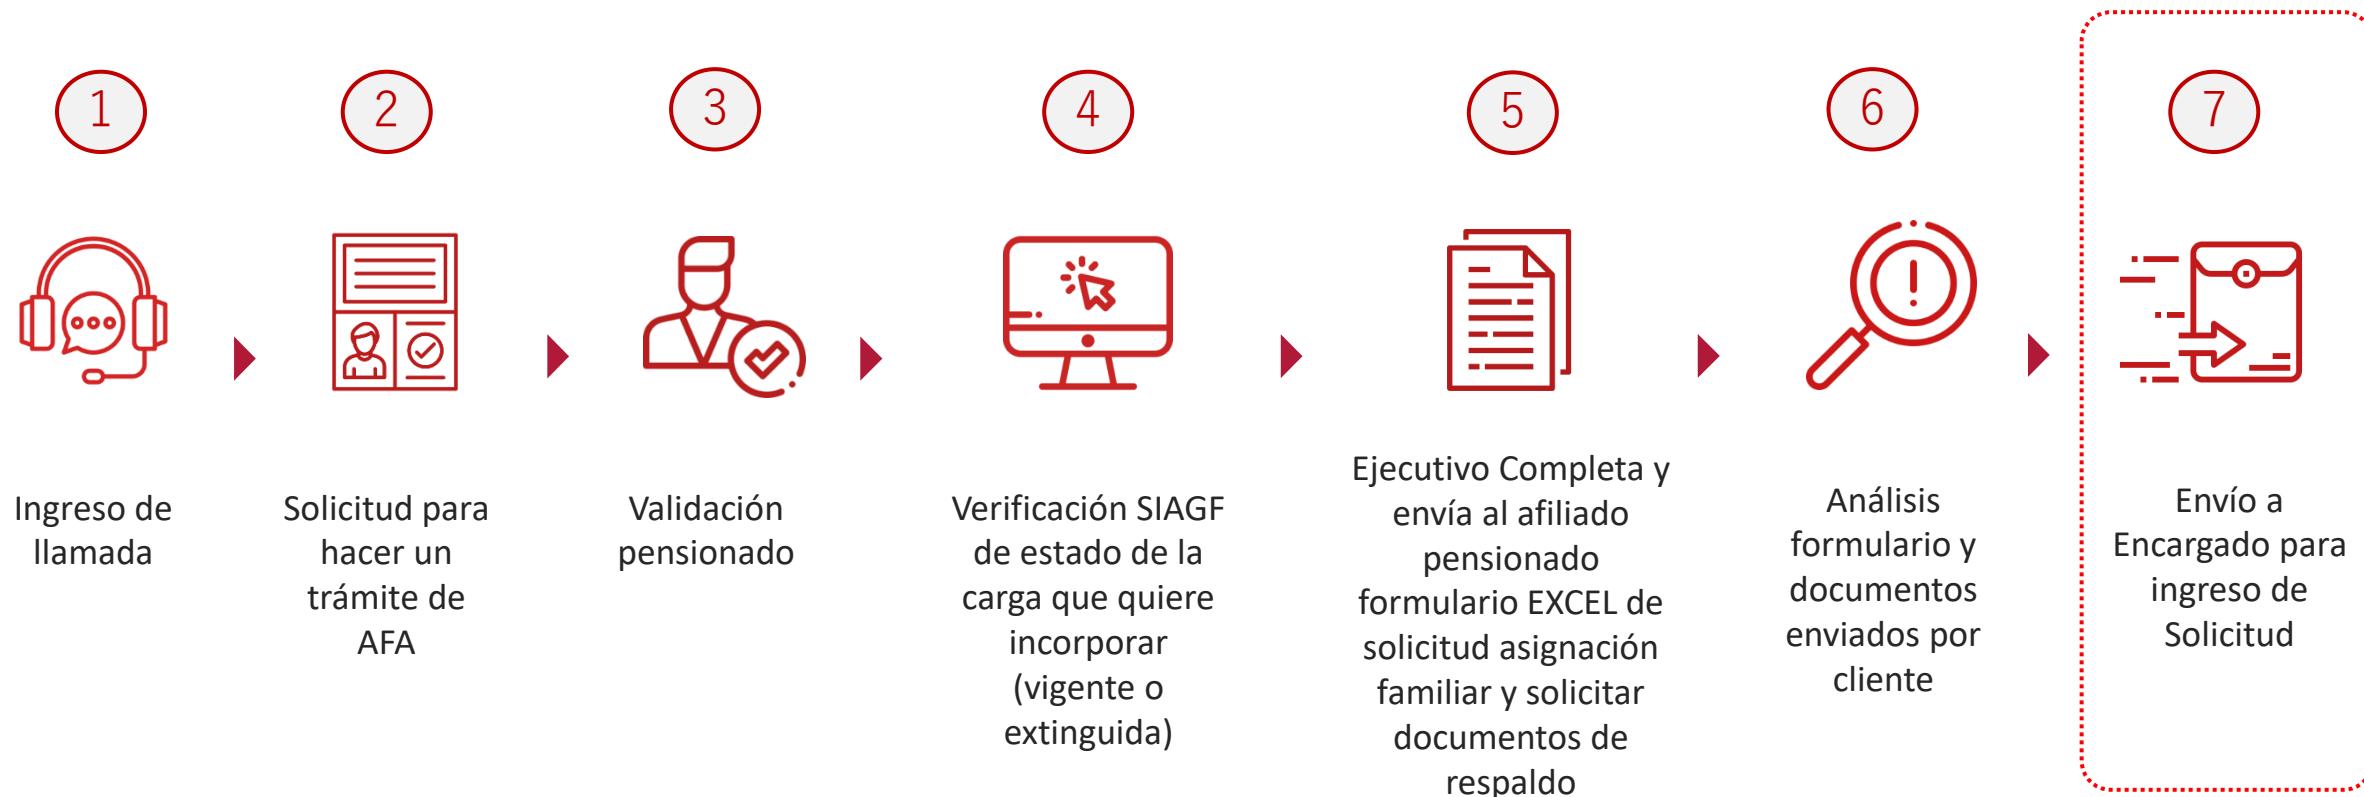 1
Ingreso de
llamada
2
Solicitud para
hacer un
trámite de
AFA
3
Validación
pensionado
4
Verificación SIAGF
de estado de la
carga que quiere
incorporar
(vigente o
extinguida)
5
Ejecutivo Completa y
envía al afiliado
pensionado
formulario EXCEL de
solicitud asignación
familiar y solicitar
documentos de
respaldo
6
Análisis
formulario y
documentos
enviados por
cliente
7
Envío a
Encargado para
ingreso de
Solicitud